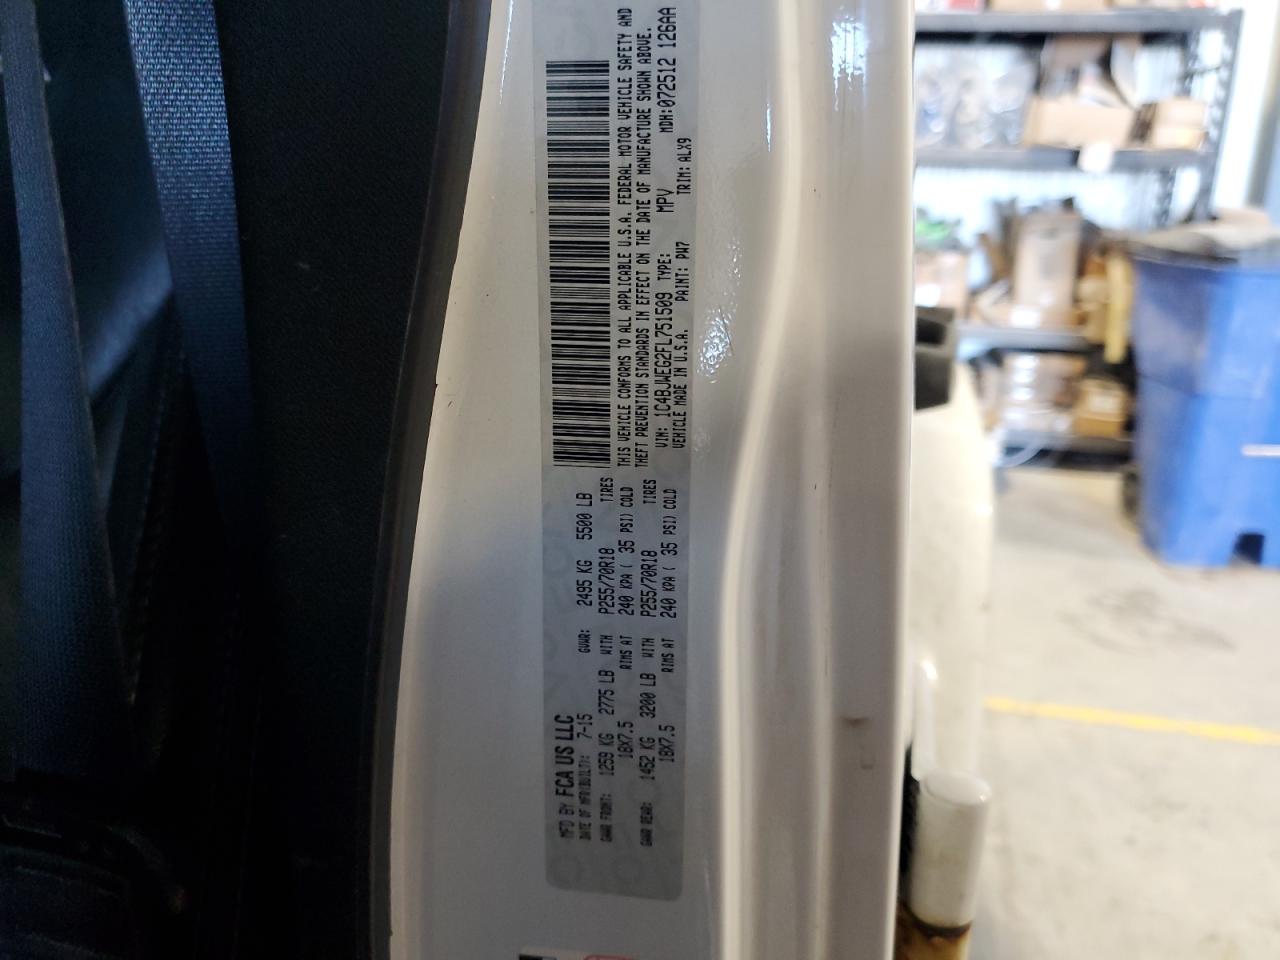 MFD BY FCA US LLC
DATE OF MFR(BUILT): 7-15 GVWR: 2495 KG 5500 LB
GAWR FRONT: 1259 KG 2775 LB WITH P255/70R18 TIRES
18X7.5 RIMS AT 240 KPA ( 35 PSI) COLD
GAWR REAR: 1452 KG 3200 LB WITH P255/70R18 TIRES
18X7.5 RIMS AT 240 KPA ( 35 PSI) COLD
THIS VEHICLE CONFORMS TO ALL APPLICABLE U.S.A. FEDERAL MOTOR VEHICLE SAFETY AND
THEFT PREVENTION STANDARDS IN EFFECT ON THE DATE OF MANUFACTURE SHOWN ABOVE.
VIN: 1C4BJWEG2FL751509 TYPE: MPV MDH:072512 126AA
VEHICLE MADE IN U.S.A. PAINT: PW7 TRIM: ALX9